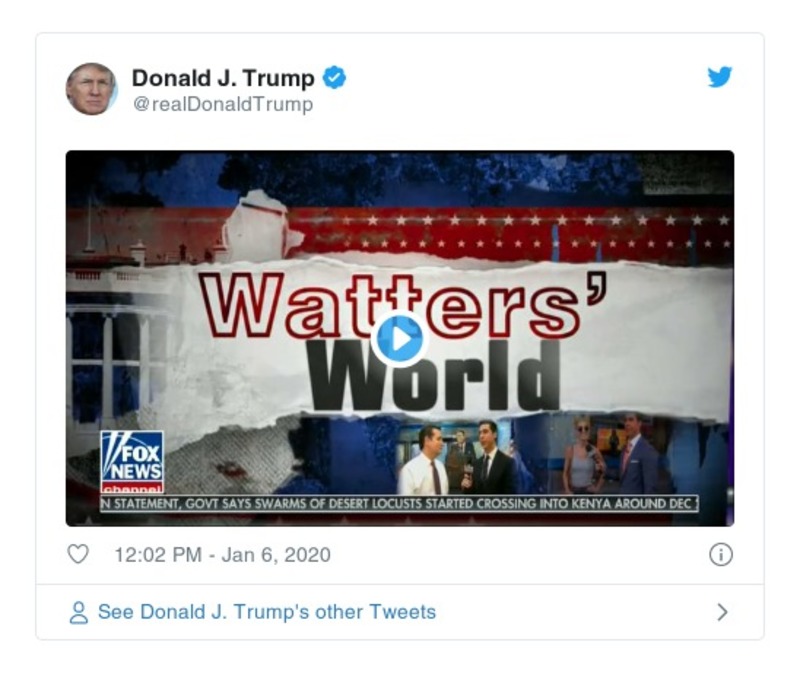 Donald J. Trump
@realDonaldTrump
Watters’
World
FOX
NEWS
channel
N STATEMENT, GOVT SAYS SWARMS OF DESERT LOCUSTS STARTED CROSSING INTO KENYA AROUND DEC
12:02 PM - Jan 6, 2020
See Donald J. Trump's other Tweets